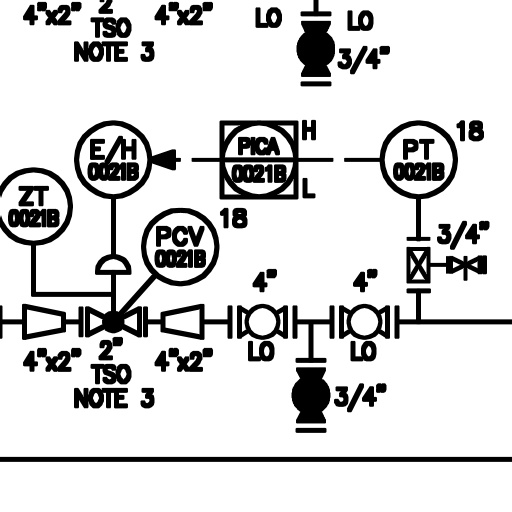 4"x2" 2" 4"x2"
TSO
NOTE 3
LO LO
3/4"
E/H
0021B
PICA
0021B
H
L
PT
0021B
18
ZT
0021B
PCV
0021B
18
3/4"
4" 4"
LO LO
4"x2" 2" 4"x2"
TSO
NOTE 3
3/4"